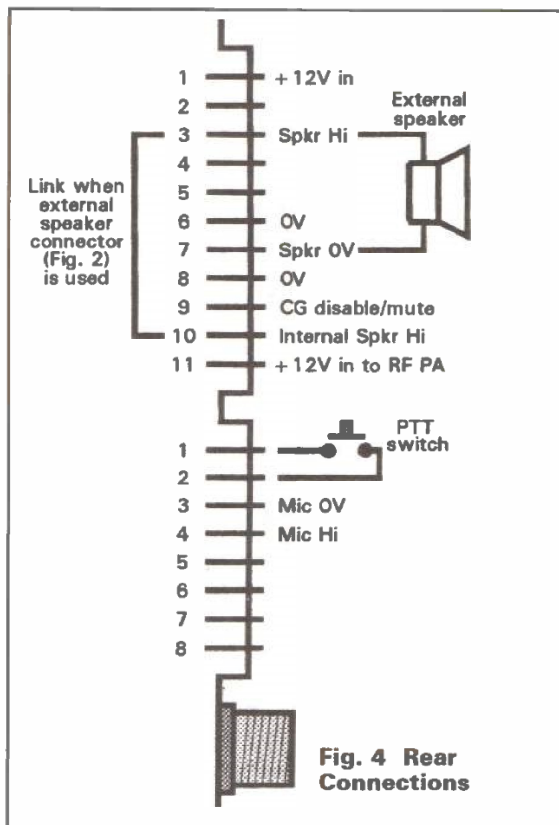 1 + 12V in
2
3 Spkr Hi
External
speaker
4
5
Link when
external
speaker
connector
(Fig. 2)
is used
6 0V
7 Spkr 0V
8 0V
9 CG disable/mute
10 Internal Spkr Hi
11 + 12V in to RF PA
1
PTT
switch
2
3 Mic 0V
4 Mic Hi
5
6
7
8
Fig. 4 Rear
Connections